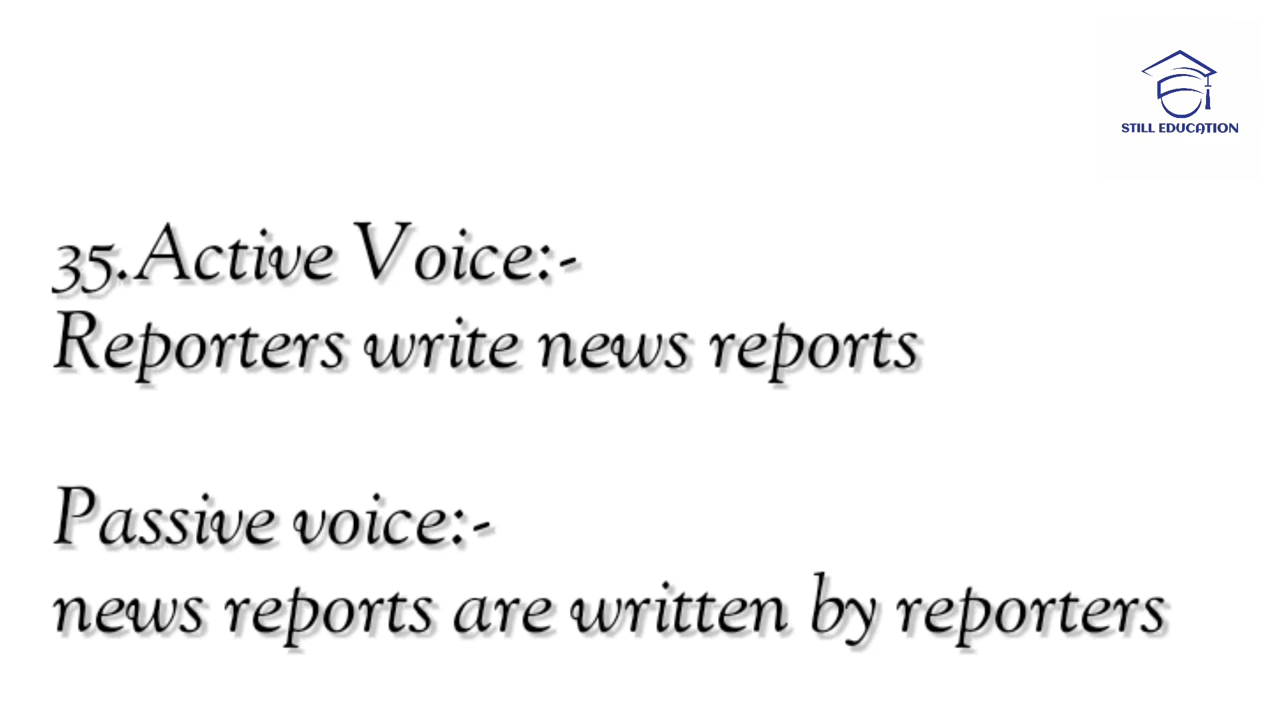 STILL EDUCATION
35.Active Voice:-
Reporters write news reports
Passive voice:-
news reports are written by reporters